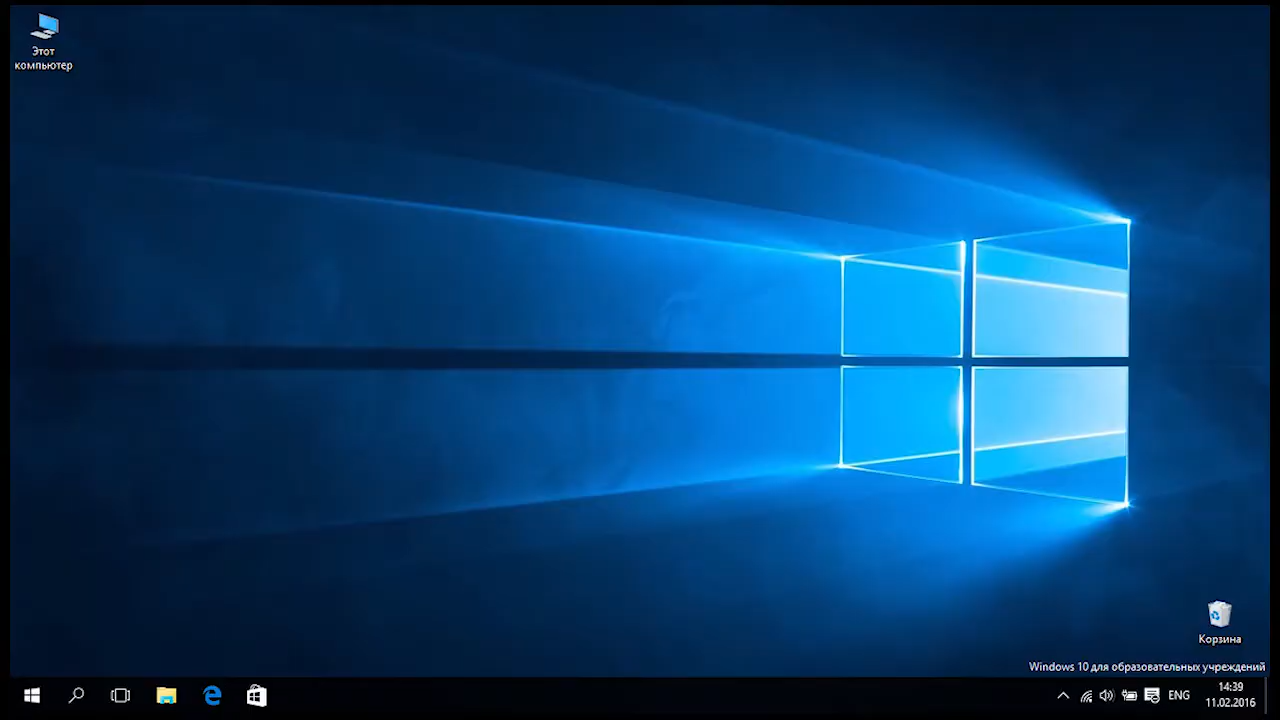 Этот
компьютер
Корзина
Windows 10 для образовательных учреждений
ENG
14:39
11.02.2016